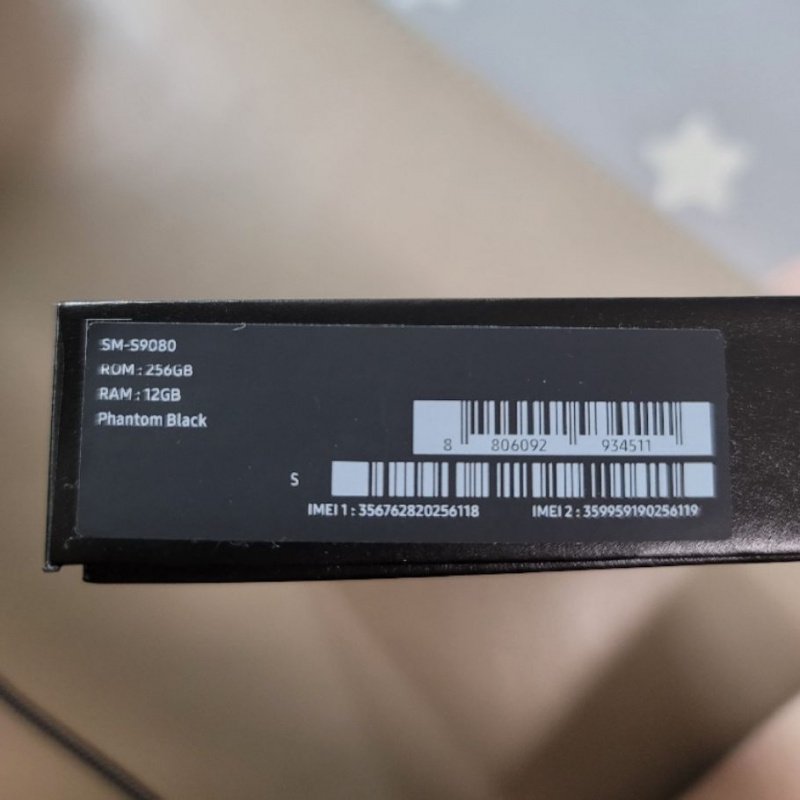 SM-S9080
ROM : 256GB
RAM : 12GB
Phantom Black
8 806092 934511
S
IMEI 1 : 356762820256118 IMEI 2 : 359959190256119